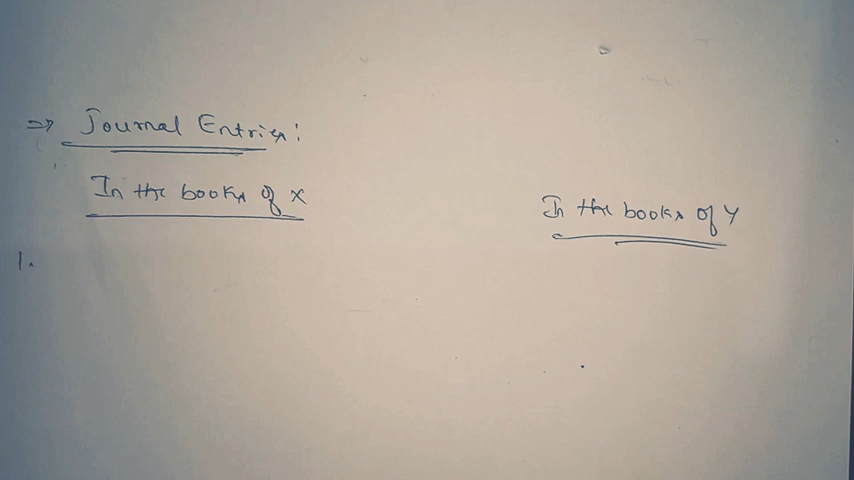 => Journal Entries:
In the books of X
In the books of Y
1.